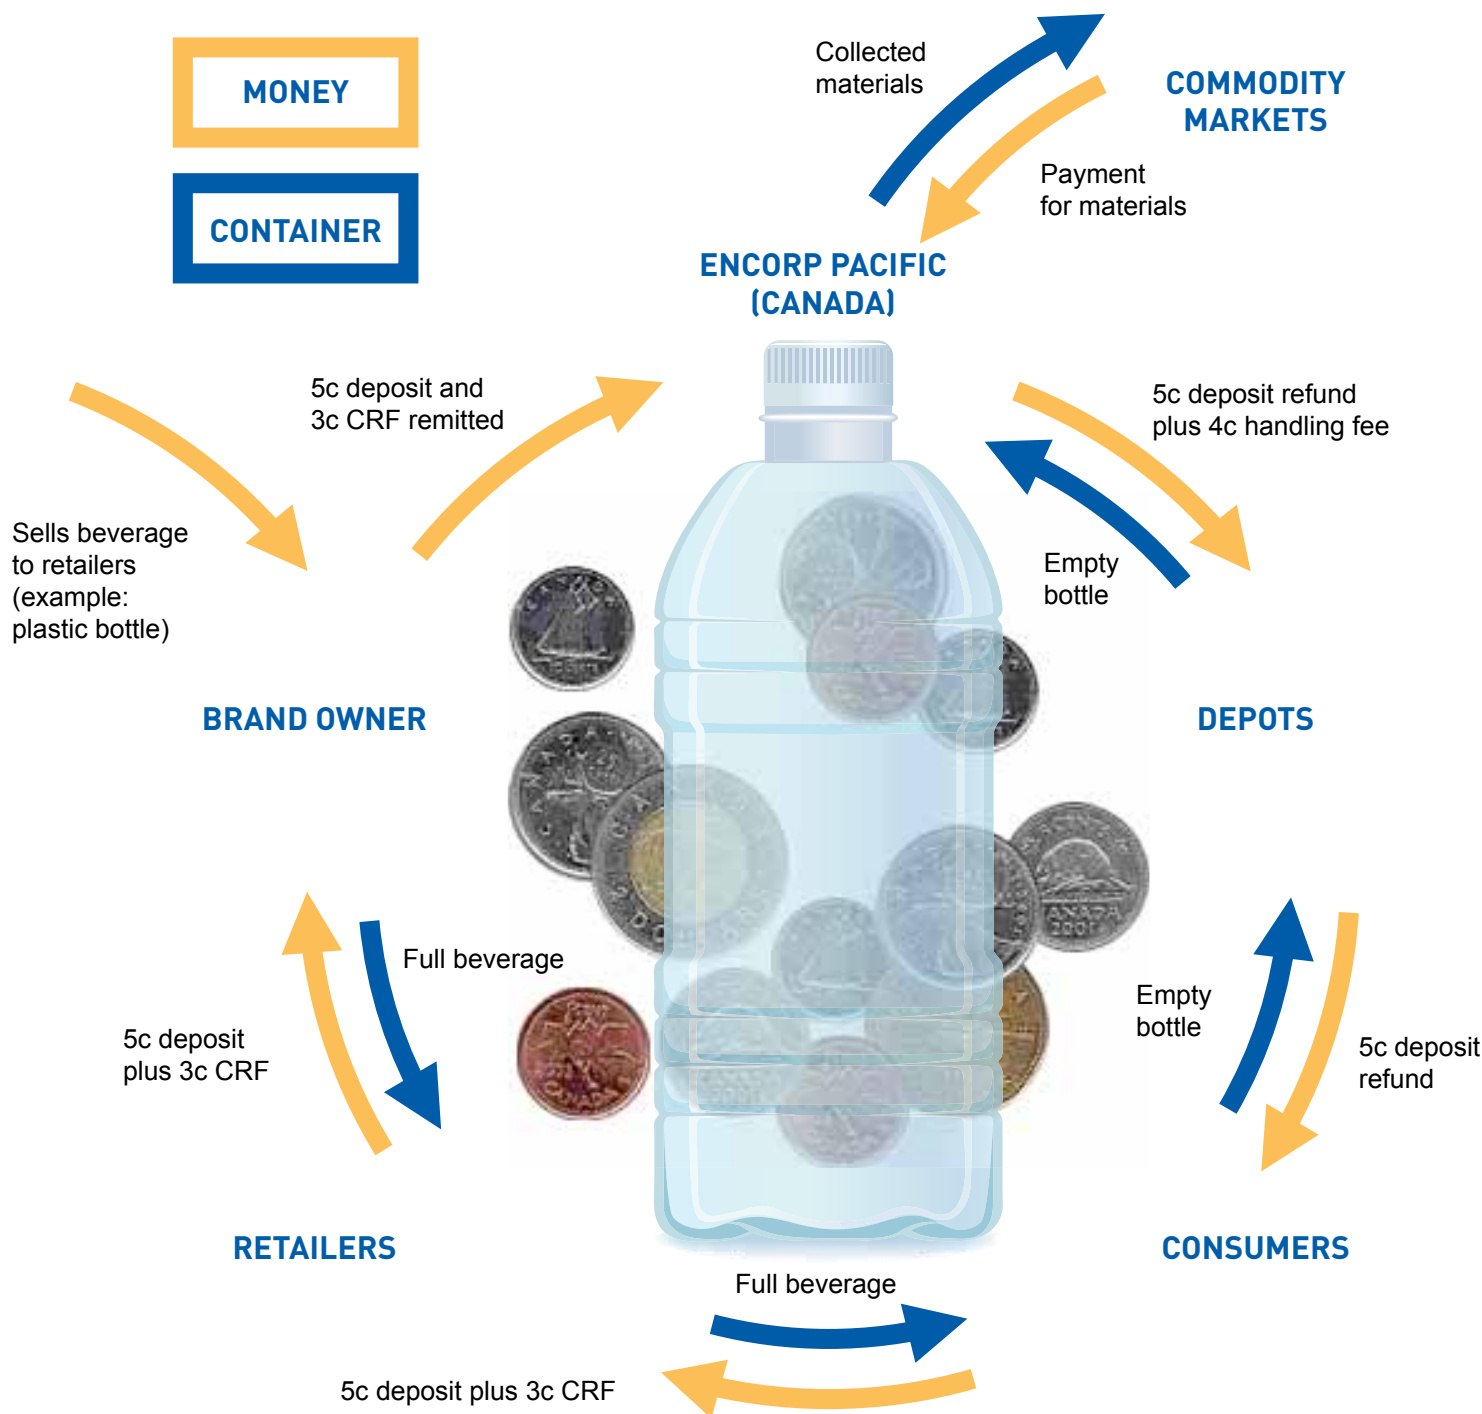 MONEY
CONTAINER
Collected
materials
COMMODITY
MARKETS
Payment
for materials
ENCORP PACIFIC
(CANADA)
5c deposit and
3c CRF remitted
5c deposit refund
plus 4c handling fee
Sells beverage
to retailers
(example:
plastic bottle)
Empty
bottle
BRAND OWNER
DEPOTS
Full beverage
5c deposit
plus 3c CRF
Empty
bottle
5c deposit
refund
CANADA
2001
RETAILERS
CONSUMERS
Full beverage
5c deposit plus 3c CRF